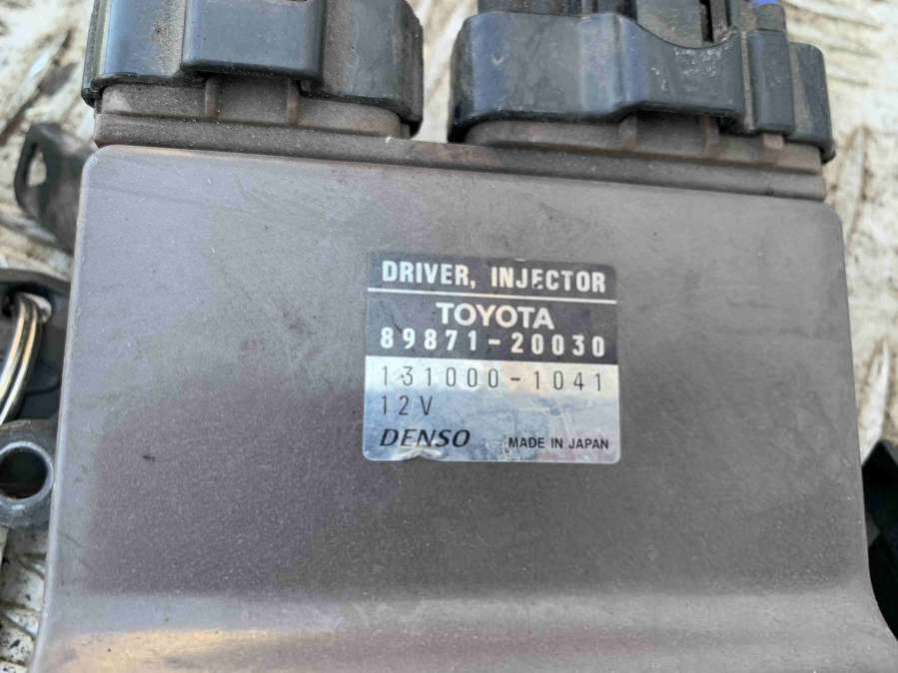 DRIVER, INJECTOR
TOYOTA
89871-20030
131000-1041
12V
DENSO MADE IN JAPAN